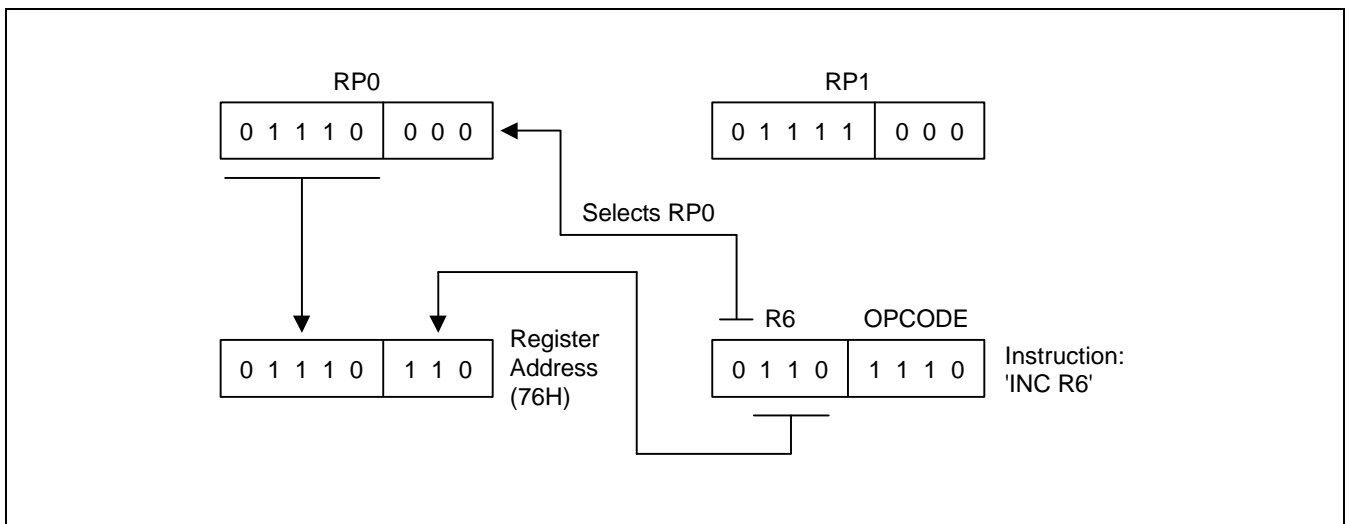 RP0
RP1
0 1 1 1 0 0 0 0
0 1 1 1 1 0 0 0
Selects RP0
R6 OPCODE
0 1 1 1 0 1 1 0
Register
Address
(76H)
0 1 1 0 1 1 1 0
Instruction:
'INC R6'